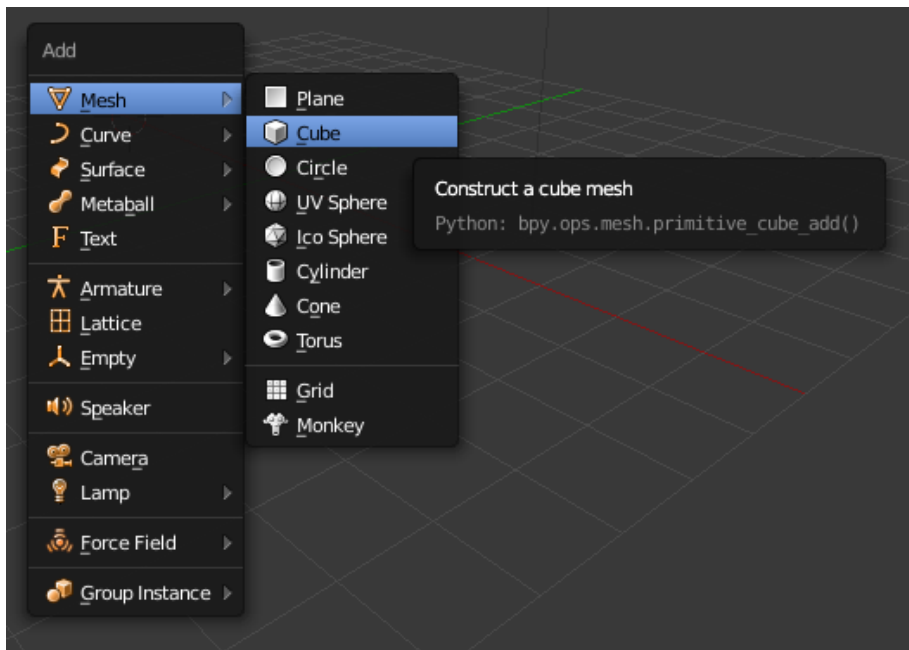 Add
Mesh
Curve
Surface
Metaball
Text
Armature
Lattice
Empty
Speaker
Camera
Lamp
Force Field
Group Instance
Plane
Cube
Circle
UV Sphere
Ico Sphere
Cylinder
Cone
Torus
Grid
Monkey
Construct a cube mesh
Python: bpy.ops.mesh.primitive_cube_add()